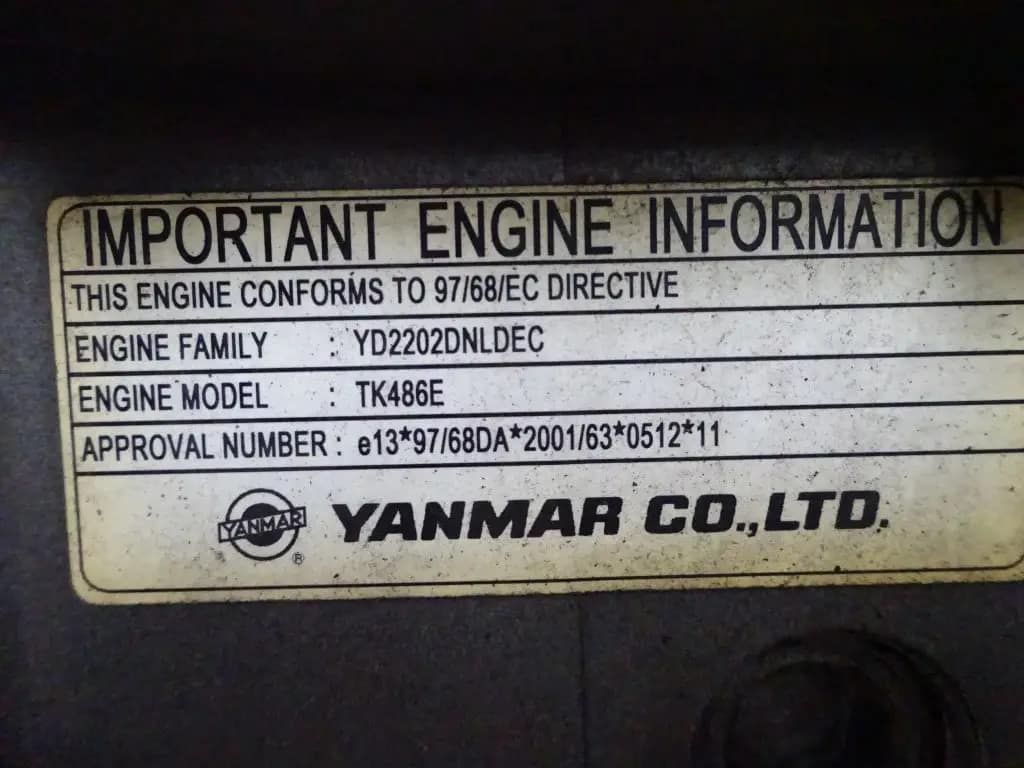 IMPORTANT ENGINE INFORMATION
THIS ENGINE CONFORMS TO 97/68/EC DIRECTIVE
ENGINE FAMILY : YD2202DNLDEC
ENGINE MODEL : TK486E
APPROVAL NUMBER : e13*97/68DA*2001/63*0512*11
YANMAR ® YANMAR CO.,LTD.